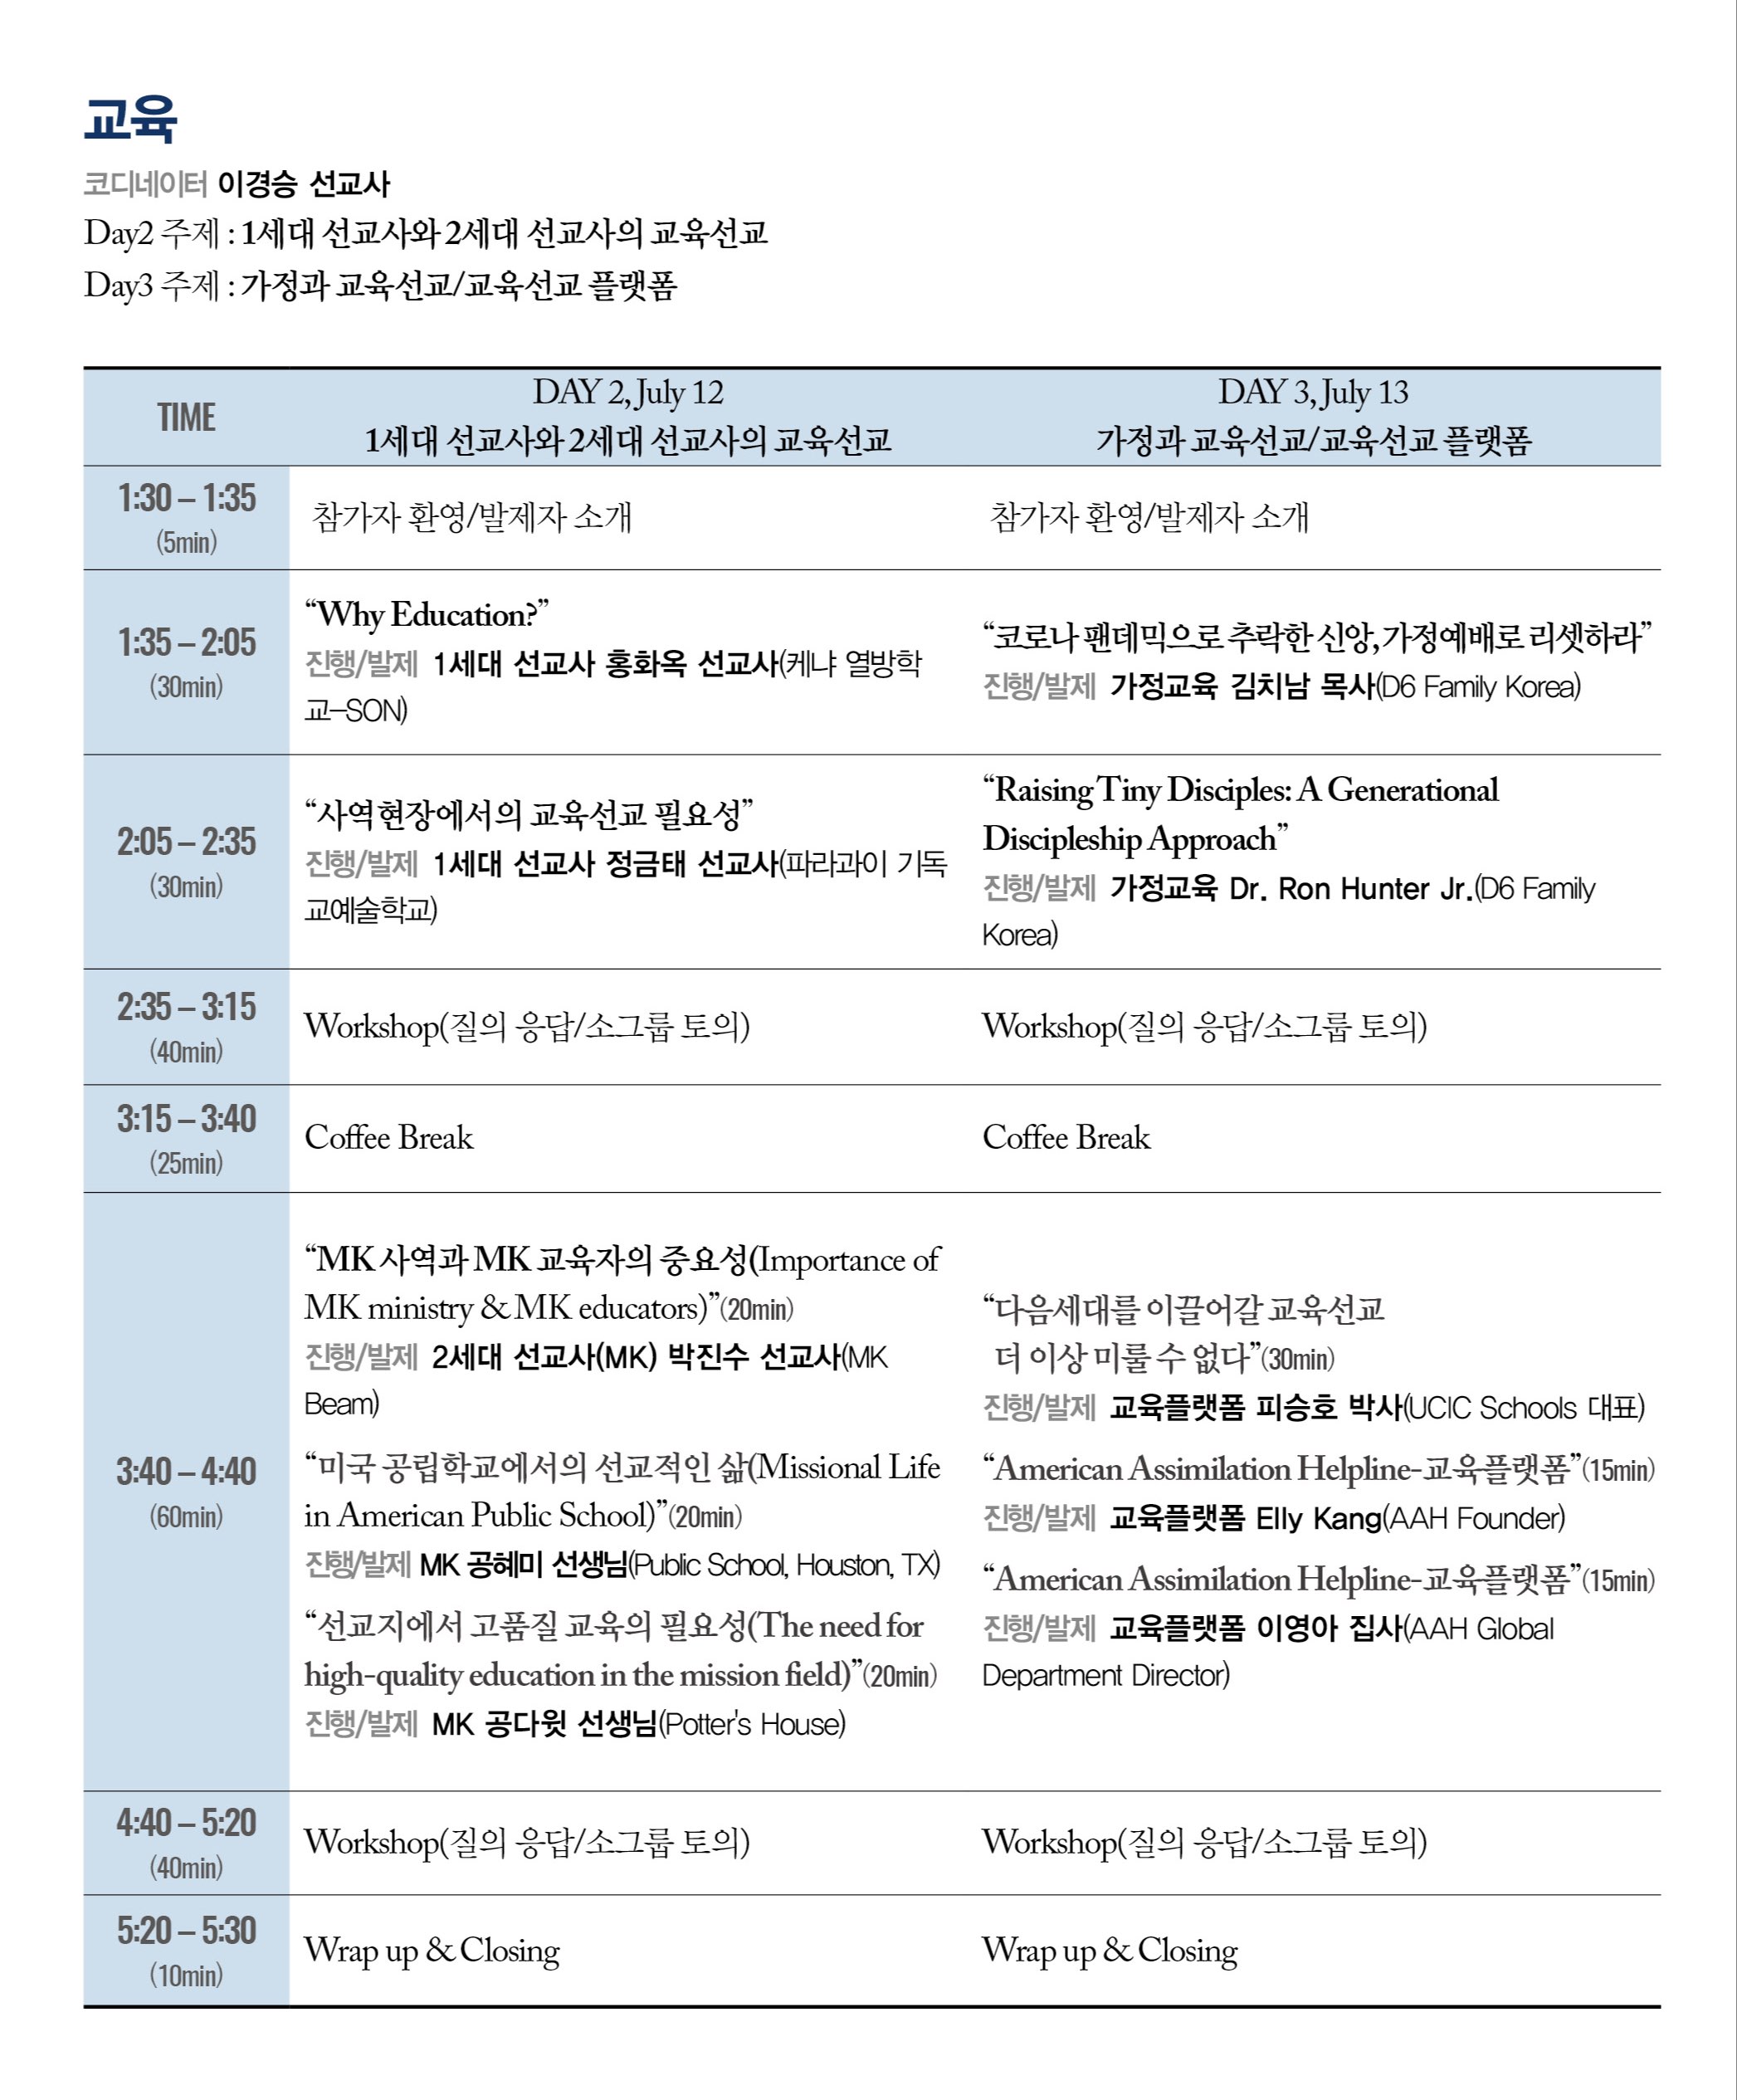 교육
코디네이터 이경승 선교사
Day2 주제 : 1세대 선교사와 2세대 선교사의 교육선교
Day3 주제 : 가정과 교육선교/교육선교 플랫폼
TIME
DAY 2, July 12
1세대 선교사와 2세대 선교사의 교육선교
DAY 3, July 13
가정과 교육선교/교육선교 플랫폼
1:30 – 1:35
(5min)
참가자 환영/발제자 소개
참가자 환영/발제자 소개
1:35 – 2:05
(30min)
“Why Education?”
진행/발제 1세대 선교사 홍화옥 선교사(케냐 열방학
교–SON)
“코로나 팬데믹으로 추락한 신앙, 가정예배로 리셋하라”
진행/발제 가정교육 김치남 목사(D6 Family Korea)
2:05 – 2:35
(30min)
“사역현장에서의 교육선교 필요성”
진행/발제 1세대 선교사 정금태 선교사(파라과이 기독
교예술학교)
“Raising Tiny Disciples: A Generational
Discipleship Approach”
진행/발제 가정교육 Dr. Ron Hunter Jr.(D6 Family
Korea)
2:35 – 3:15
(40min)
Workshop(질의 응답/소그룹 토의)
Workshop(질의 응답/소그룹 토의)
3:15 – 3:40
(25min)
Coffee Break
Coffee Break
3:40 – 4:40
(60min)
“MK 사역과 MK 교육자의 중요성(Importance of
MK ministry & MK educators)”(20min)
진행/발제 2세대 선교사(MK) 박진수 선교사(MK
Beam)
“미국 공립학교에서의 선교적인 삶(Missional Life
in American Public School)”(20min)
진행/발제 MK 공혜미 선생님(Public School, Houston, TX)
“선교지에서 고품질 교육의 필요성(The need for
high-quality education in the mission field)”(20min)
진행/발제 MK 공다윗 선생님(Potter's House)
“다음세대를 이끌어갈 교육선교
더 이상 미룰 수 없다”(30min)
진행/발제 교육플랫폼 피승호 박사(UCIC Schools 대표)
“American Assimilation Helpline-교육플랫폼”(15min)
진행/발제 교육플랫폼 Elly Kang(AAH Founder)
“American Assimilation Helpline-교육플랫폼”(15min)
진행/발제 교육플랫폼 이영아 집사(AAH Global
Department Director)
4:40 – 5:20
(40min)
Workshop(질의 응답/소그룹 토의)
Workshop(질의 응답/소그룹 토의)
5:20 – 5:30
(10min)
Wrap up & Closing
Wrap up & Closing